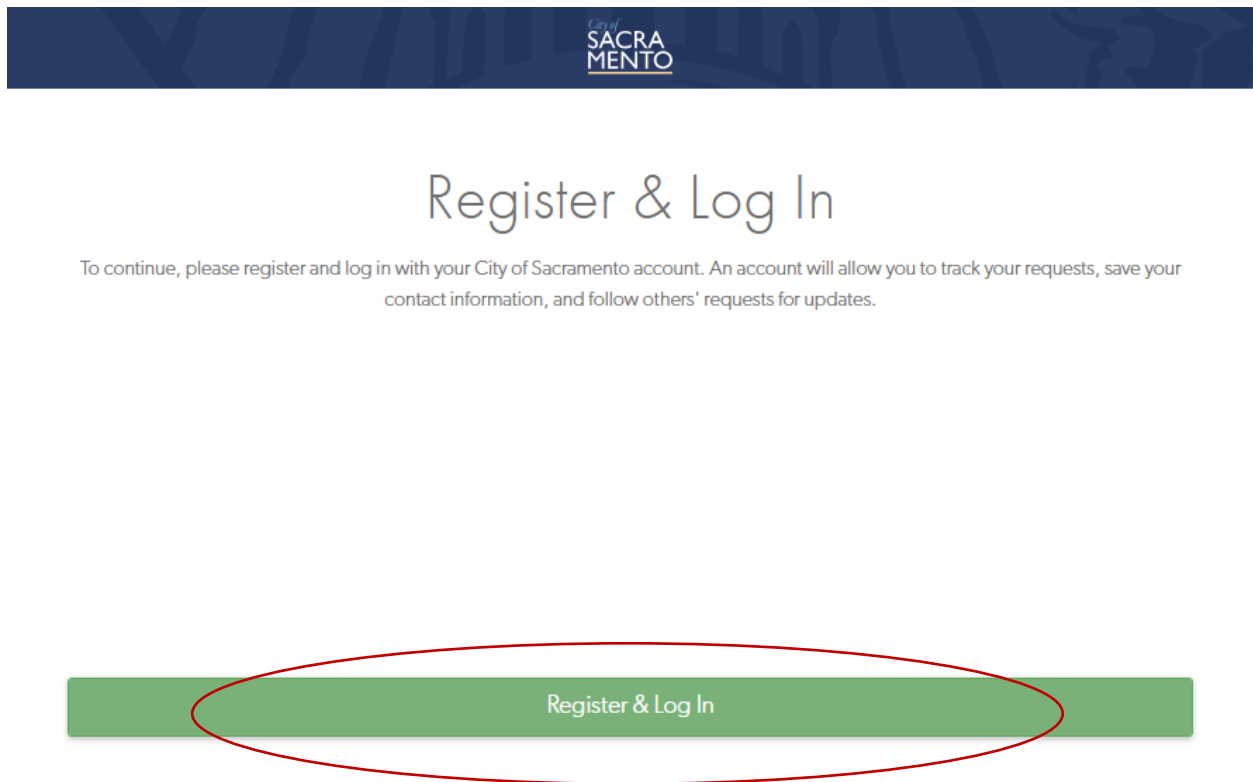 City of
SACRA
MENTO
Register & Log In
To continue, please register and log in with your City of Sacramento account. An account will allow you to track your requests, save your
contact information, and follow others' requests for updates.
Register & Log In